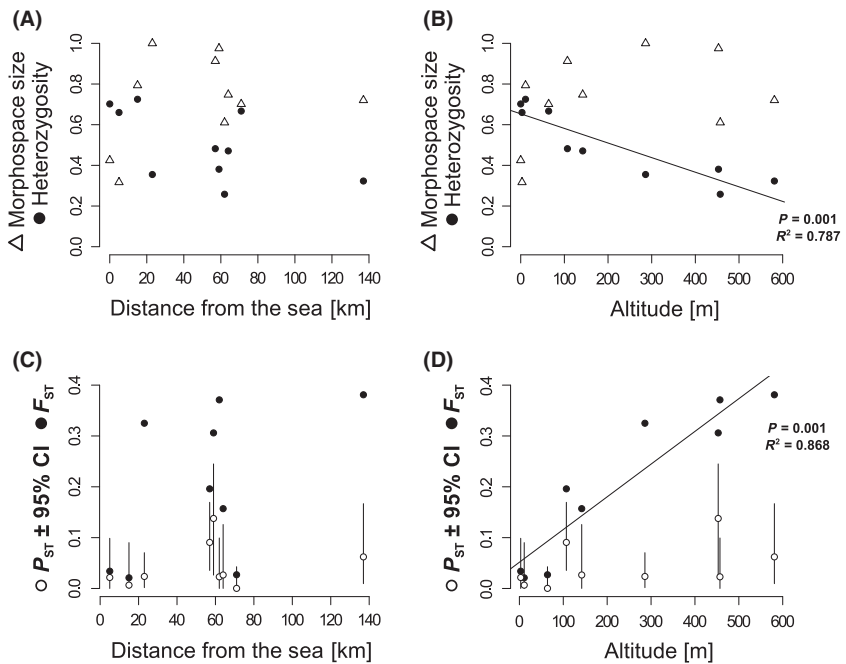 (A)
△ Morphospace size
● Heterozygosity
0.0 0.2 0.4 0.6 0.8 1.0
0 20 40 60 80 100 120 140
Distance from the sea [km]
(B)
△ Morphospace size
● Heterozygosity
0.0 0.2 0.4 0.6 0.8 1.0
P = 0.001
R² = 0.787
0 100 200 300 400 500 600
Altitude [m]
(C)
○ P_ST ± 95% CI ● F_ST
0.0 0.1 0.2 0.3 0.4
0 20 40 60 80 100 120 140
Distance from the sea [km]
(D)
○ P_ST ± 95% CI ● F_ST
0.0 0.1 0.2 0.3 0.4
P = 0.001
R² = 0.868
0 100 200 300 400 500 600
Altitude [m]